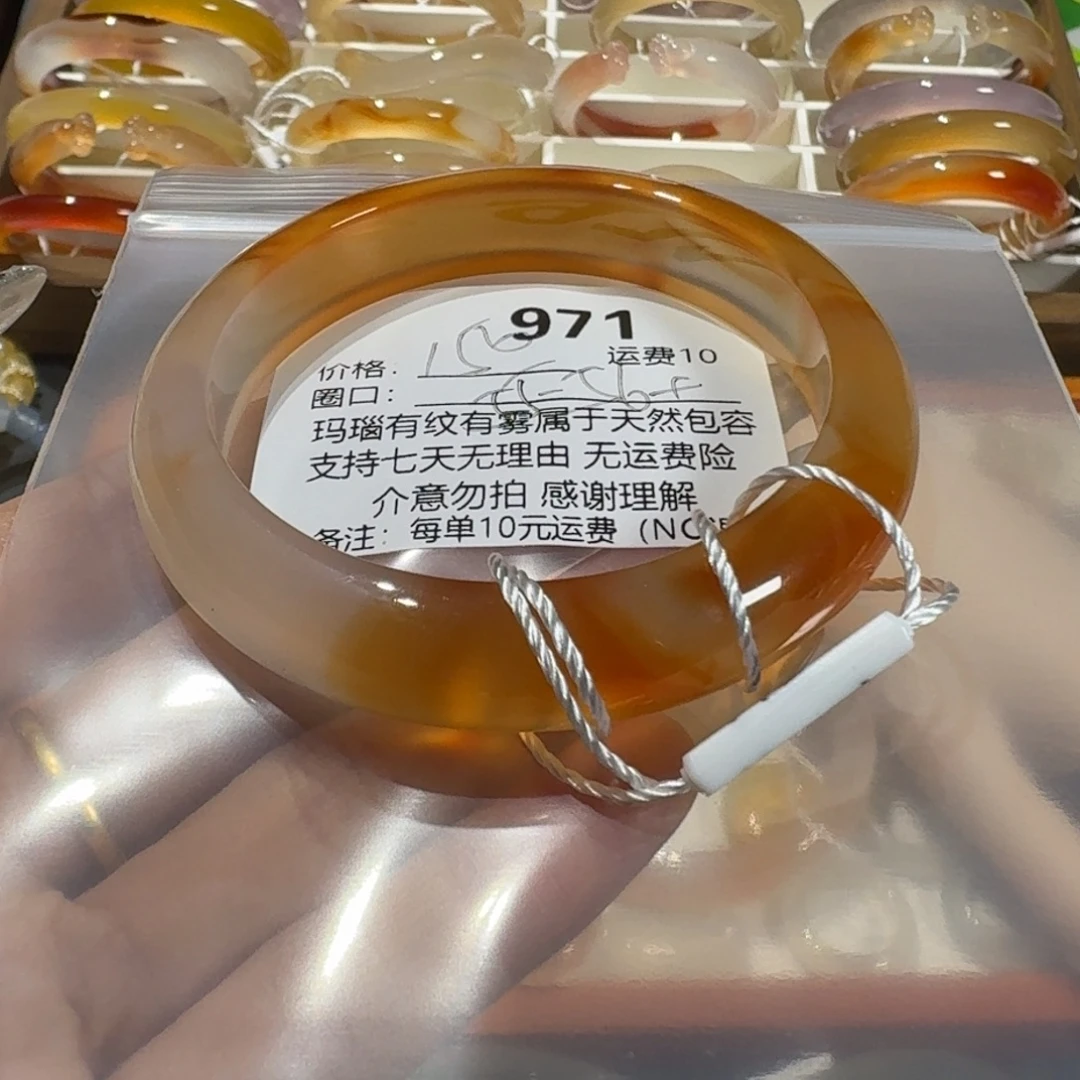 971
价格: 运费10
圈口:
玛瑙有纹有雾属于天然包容
支持七天无理由 无运费险
介意勿拍 感谢理解
备注: 每单10元运费 (NO